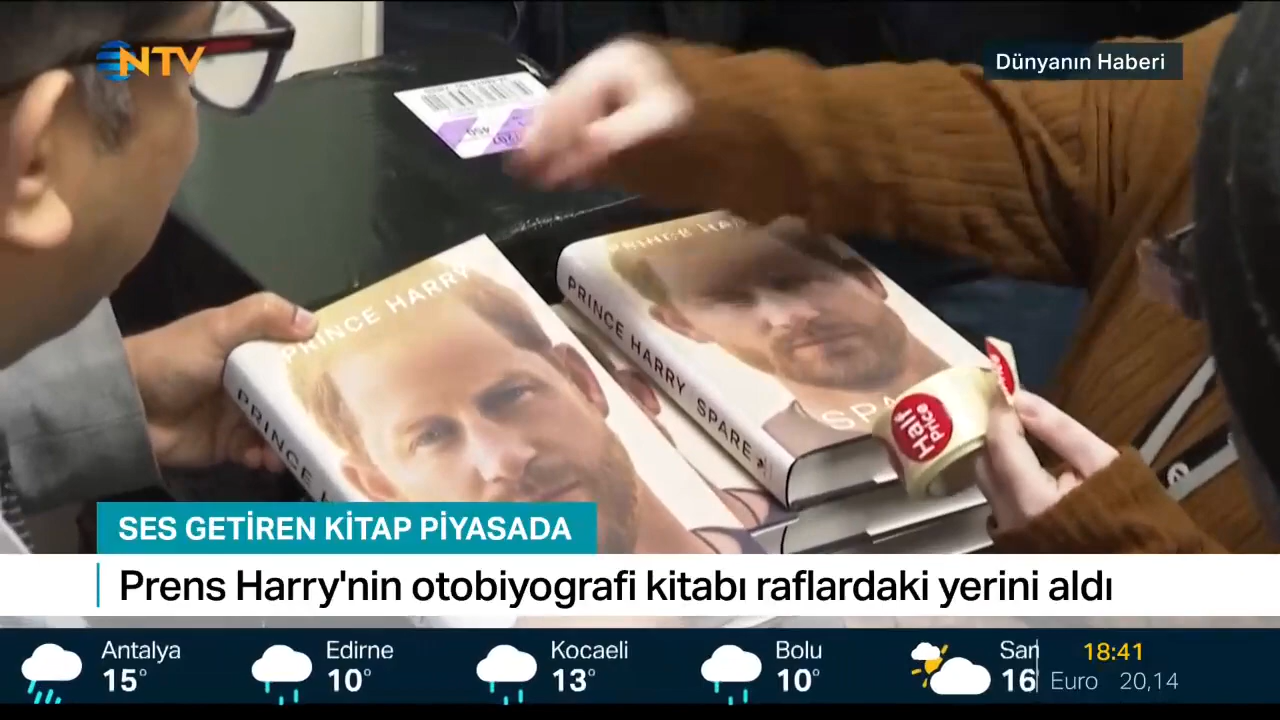 NTV
Dünyanın Haberi
PRINCE HARRY
PRINCE
PRINCE HARRY SPARE
Half
price
SES GETİREN KİTAP PİYASADA
Prens Harry'nin otobiyografi kitabı raflardaki yerini aldı
Antalya
15°
Edirne
10°
Kocaeli
13°
Bolu
10°
16
18:41
Euro 20,14